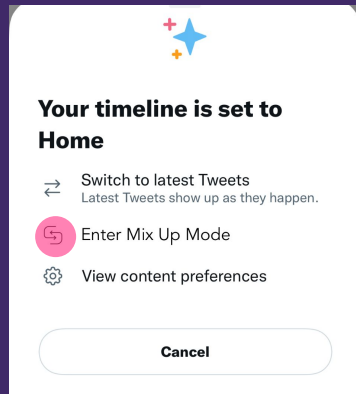 Your timeline is set to
Home
Switch to latest Tweets
Latest Tweets show up as they happen.
Enter Mix Up Mode
View content preferences
Cancel